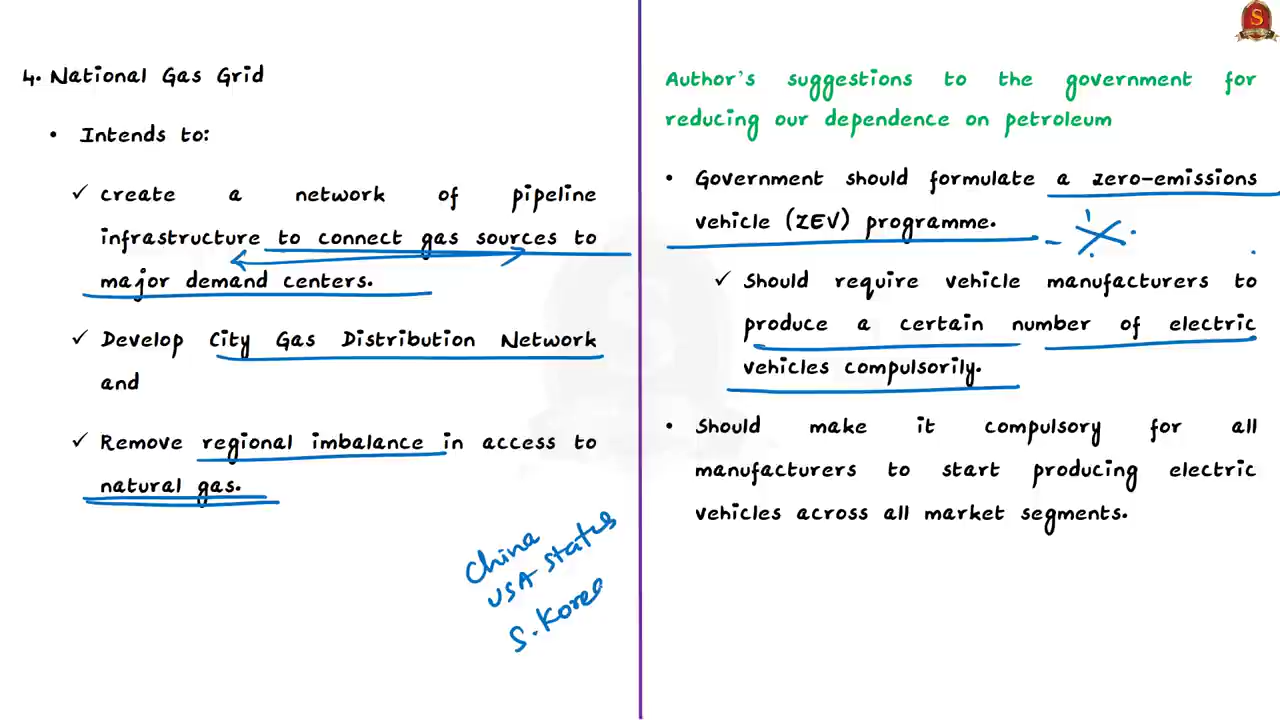 4. National Gas Grid
• Intends to:
✓ create a network of pipeline
infrastructure to connect gas sources to
major demand centers.
✓ Develop City Gas Distribution Network
and
✓ Remove regional imbalance in access to
natural gas.
China
USA states
S. Korea
Author's suggestions to the government for
reducing our dependence on petroleum
• Government should formulate a zero-emissions
vehicle (ZEV) programme.
✓ Should require vehicle manufacturers to
produce a certain number of electric
vehicles compulsorily.
• Should make it compulsory for all
manufacturers to start producing electric
vehicles across all market segments.
S